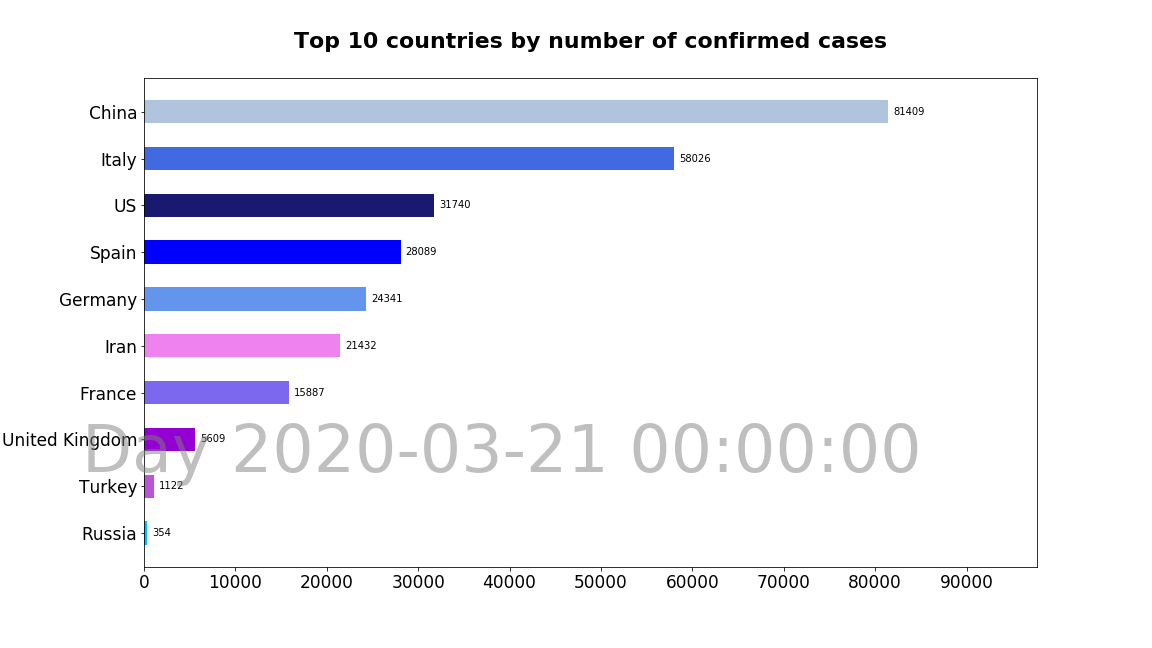 Top 10 countries by number of confirmed cases
China 81409
Italy 58026
US 31740
Spain 28089
Germany 24341
Iran 21432
France 15887
United Kingdom 5609
Day 2020-03-21 00:00:00
Turkey 1122
Russia 354
0 10000 20000 30000 40000 50000 60000 70000 80000 90000